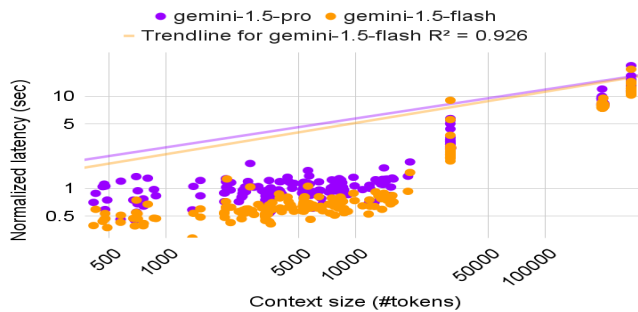 gemini-1.5-pro gemini-1.5-flash
Trendline for gemini-1.5-flash R² = 0.926
Normalized latency (sec)
10
5
1
0.5
500 1000 5000 10000 50000 100000
Context size (#tokens)